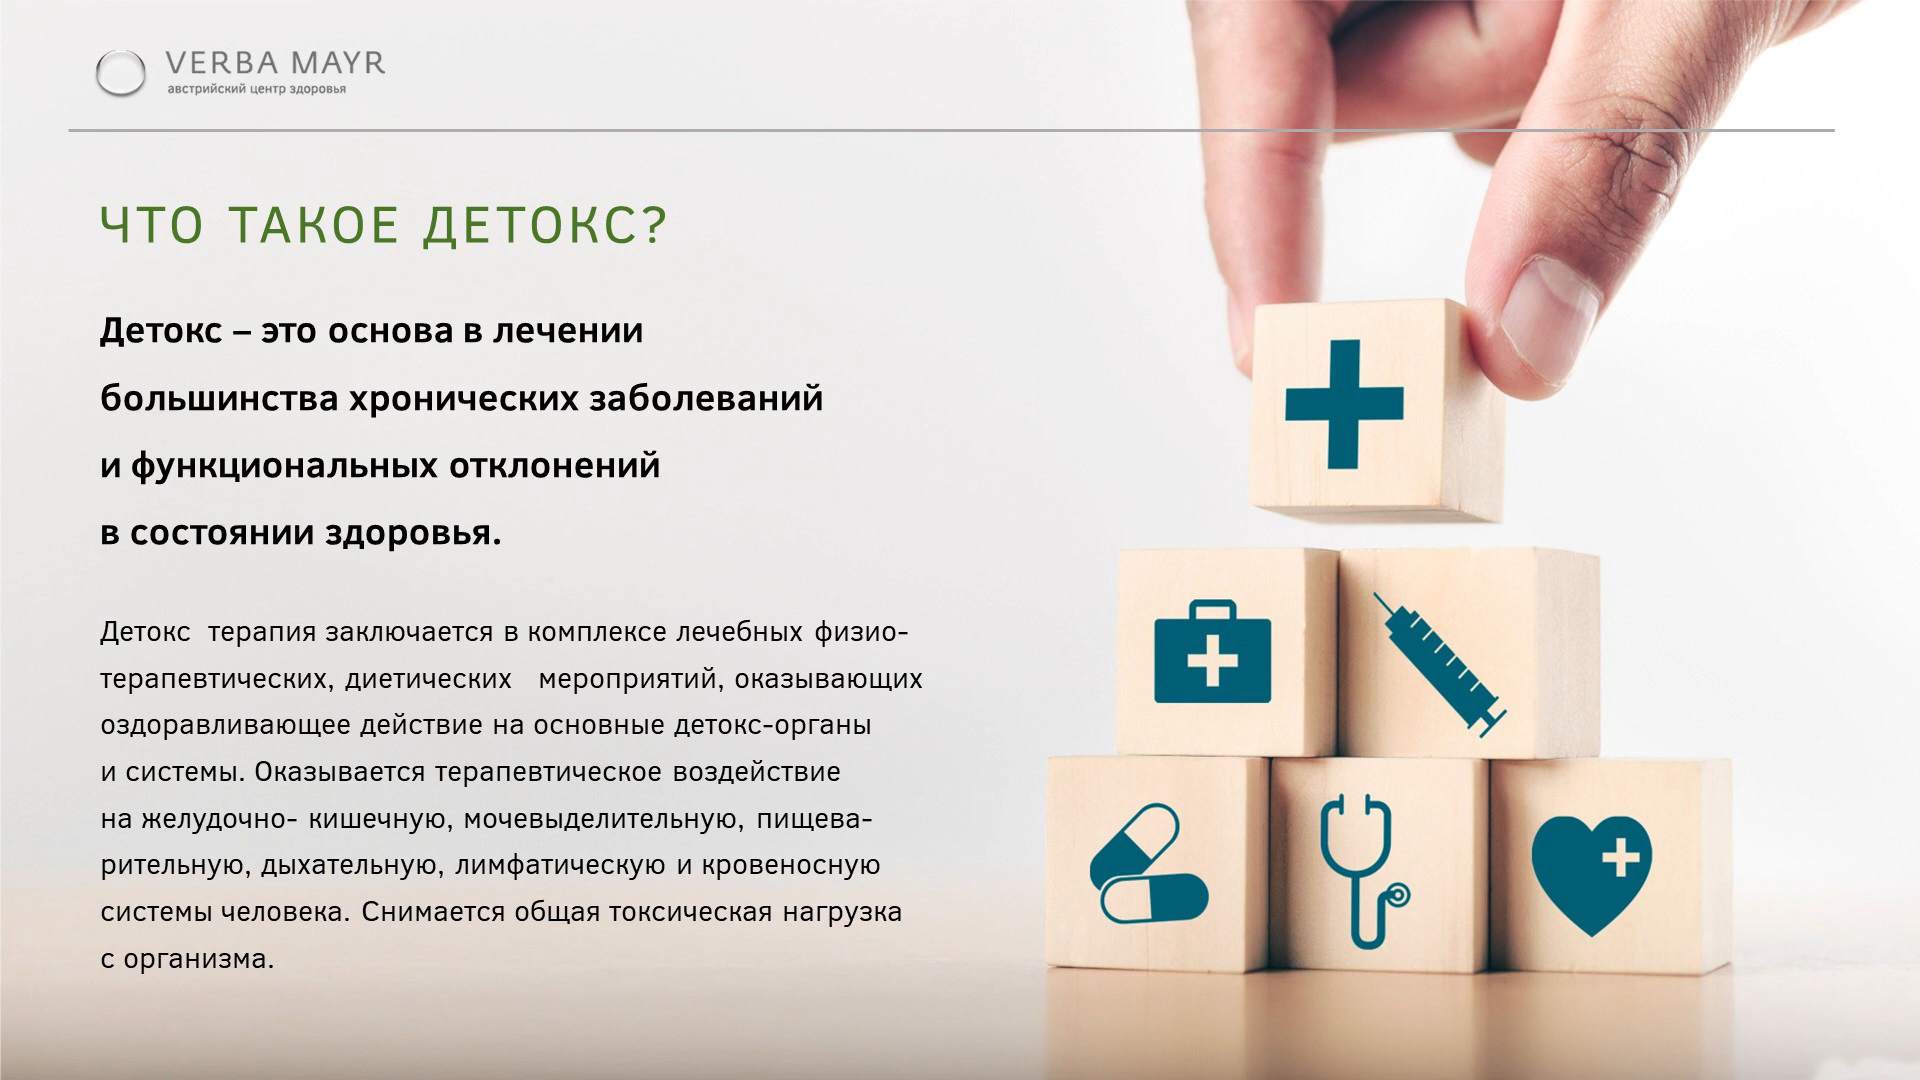 VERBA MAYR
австрийский центр здоровья
ЧТО ТАКОЕ ДЕТОКС?
Детокс – это основа в лечении
большинства хронических заболеваний
и функциональных отклонений
в состоянии здоровья.
Детокс терапия заключается в комплексе лечебных физио-
терапевтических, диетических мероприятий, оказывающих
оздоравливающее действие на основные детокс-органы
и системы. Оказывается терапевтическое воздействие
на желудочно- кишечную, мочевыделительную, пищева-
рительную, дыхательную, лимфатическую и кровеносную
системы человека. Снимается общая токсическая нагрузка
с организма.